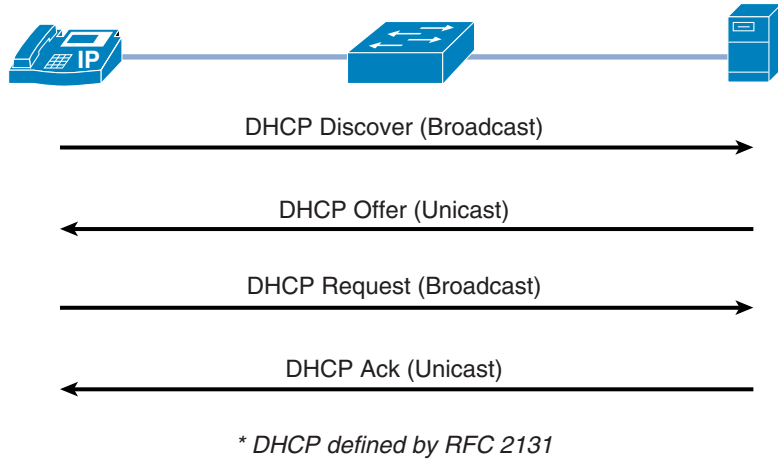 IP
DHCP Discover (Broadcast)
DHCP Offer (Unicast)
DHCP Request (Broadcast)
DHCP Ack (Unicast)
* DHCP defined by RFC 2131